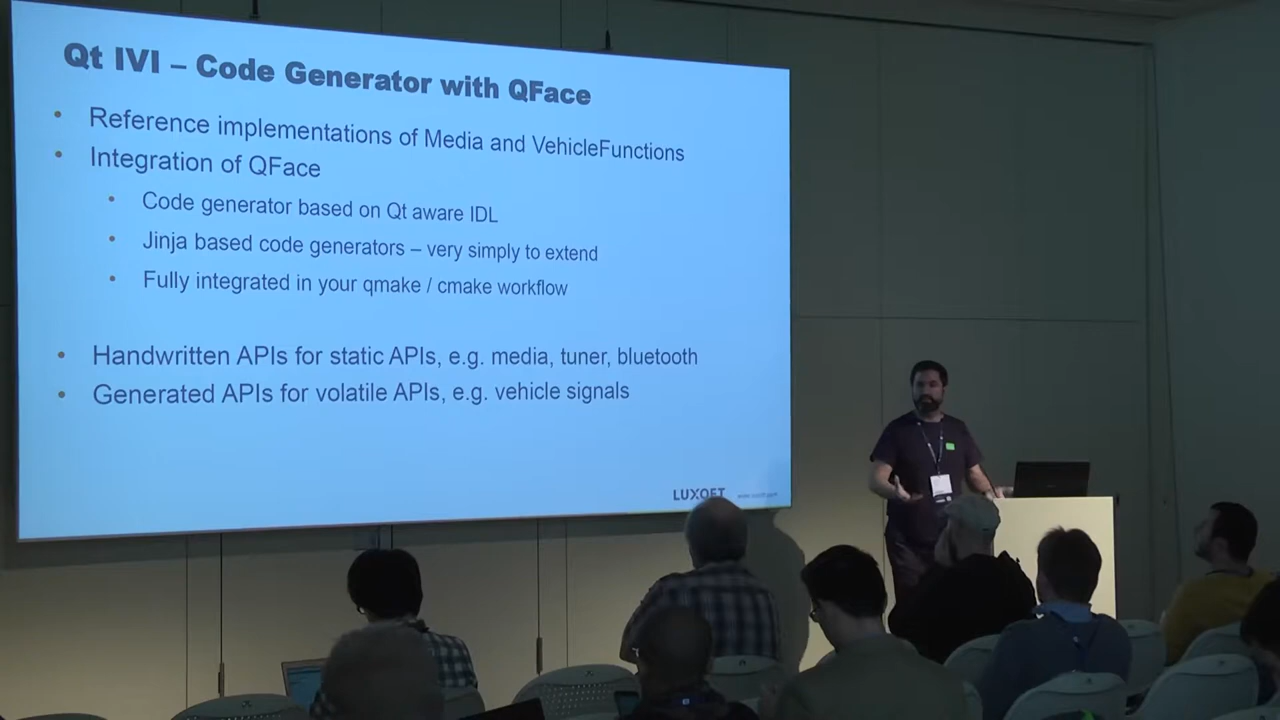 Qt IVI – Code Generator with QFace
• Reference implementations of Media and VehicleFunctions
• Integration of QFace
• Code generator based on Qt aware IDL
• Jinja based code generators – very simply to extend
• Fully integrated in your qmake / cmake workflow
• Handwritten APIs for static APIs, e.g. media, tuner, bluetooth
• Generated APIs for volatile APIs, e.g. vehicle signals
LUXOFT